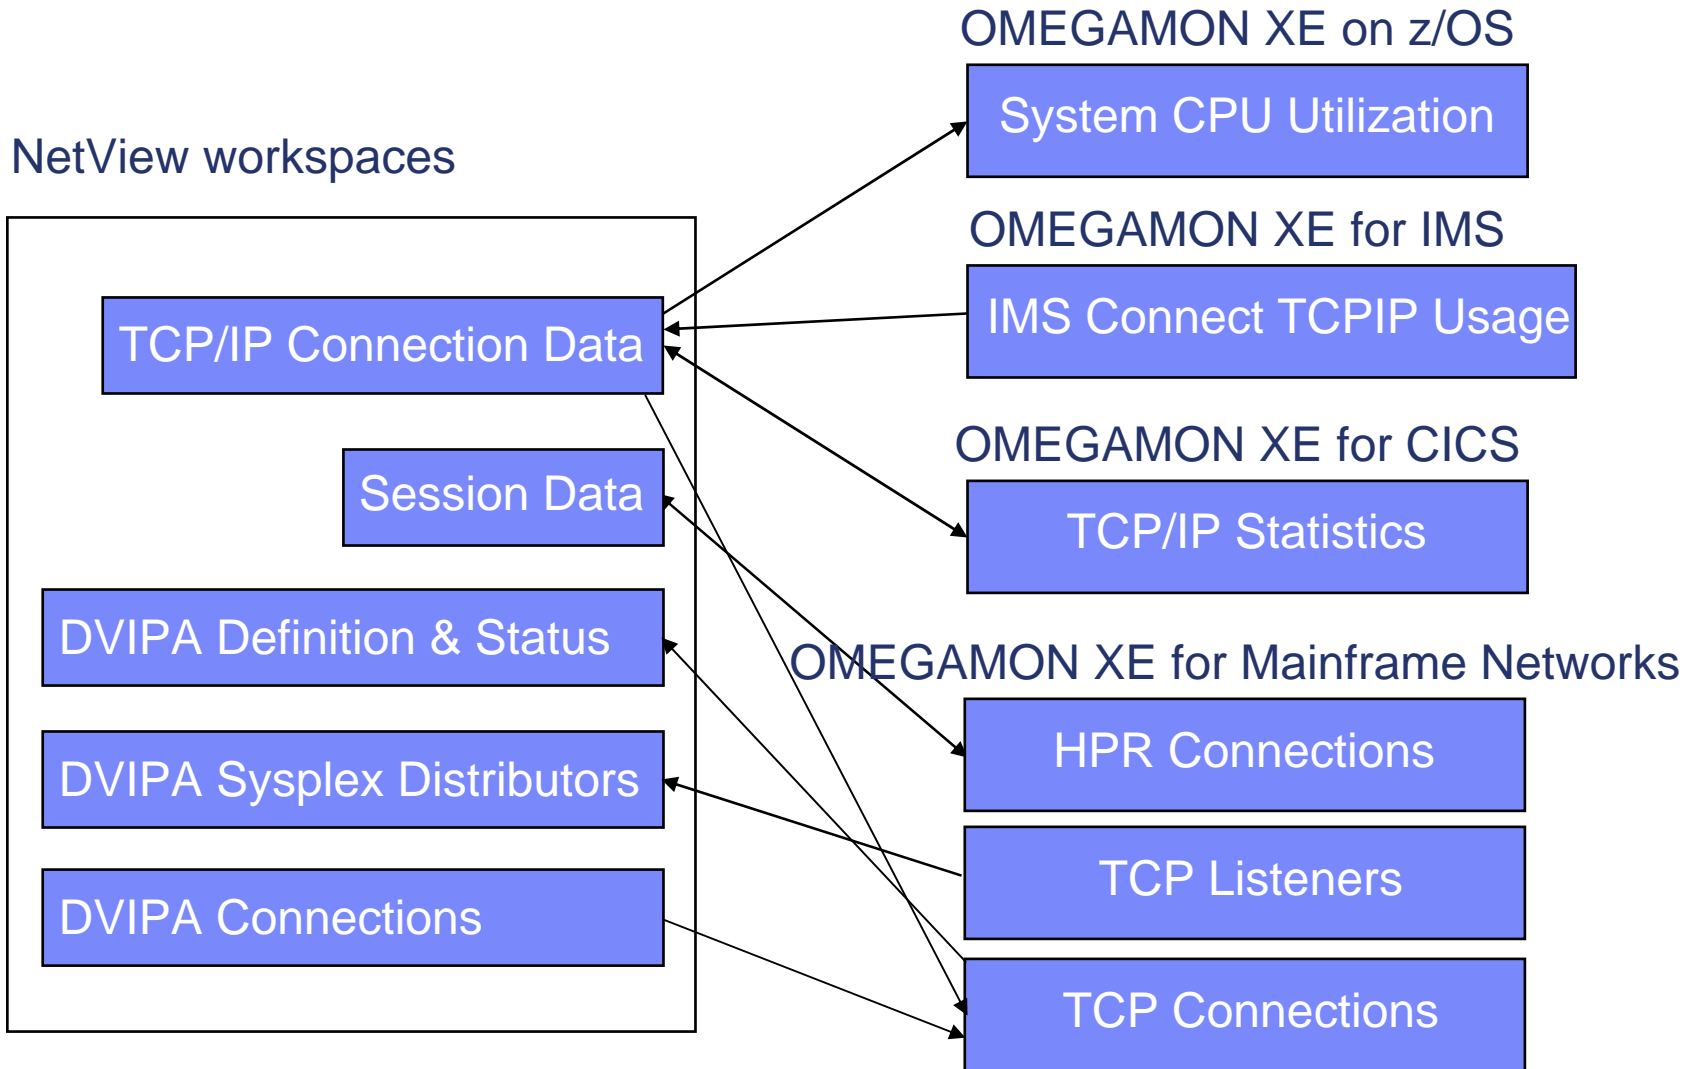 OMEGAMON XE on z/OS
System CPU Utilization
NetView workspaces
OMEGAMON XE for IMS
IMS Connect TCPIP Usage
TCP/IP Connection Data
OMEGAMON XE for CICS
Session Data
TCP/IP Statistics
DVIPA Definition & Status
OMEGAMON XE for Mainframe Networks
HPR Connections
DVIPA Sysplex Distributors
TCP Listeners
DVIPA Connections
TCP Connections